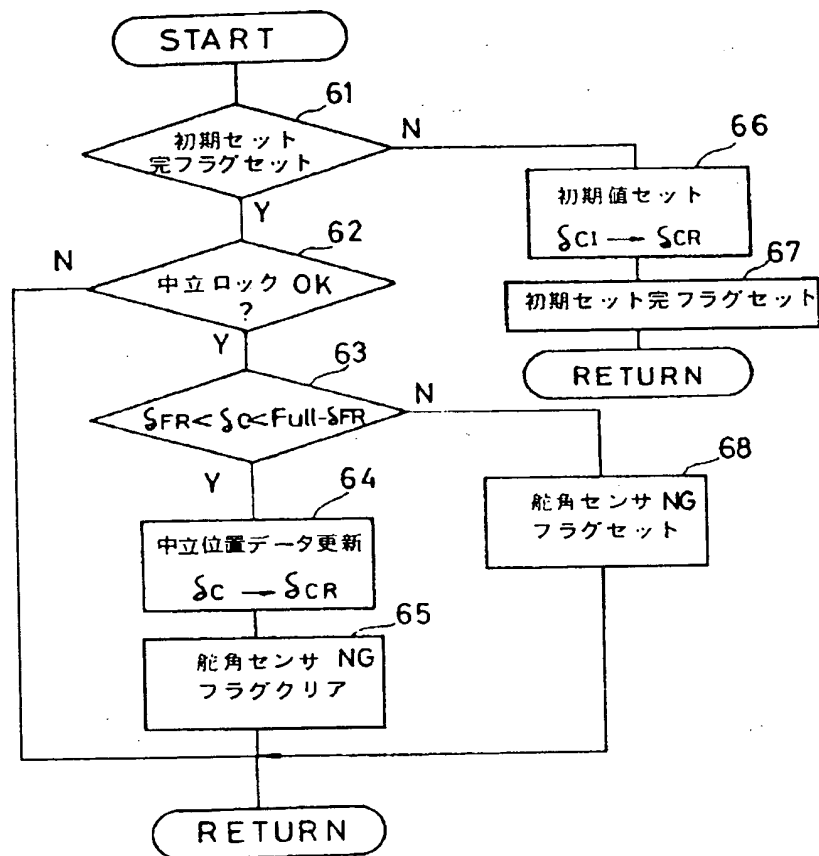 START
61
初期セット
完フラグセット
N
Y
66
初期値セット
δCI → δCR
67
初期セット完フラグセット
RETURN
62
N
中立ロック OK
?
Y
63
δFR< δC<Full-δFR
N
Y
64
中立位置データ更新
δC → δCR
65
舵角センサ NG
フラグクリア
68
舵角センサ NG
フラグセット
RETURN